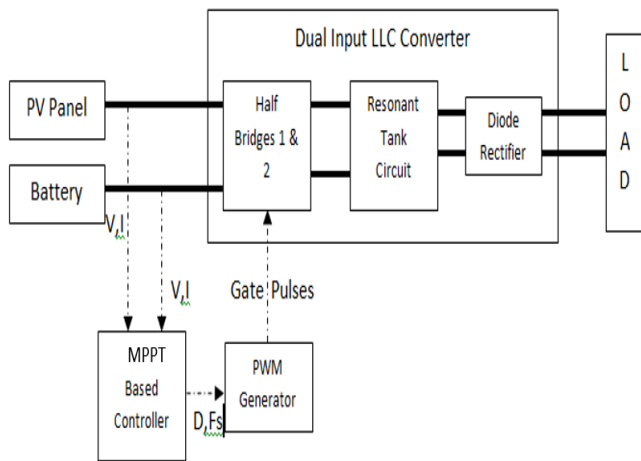 Dual Input LLC Converter
PV Panel
Battery
Half
Bridges 1 &
2
Resonant
Tank
Circuit
Diode
Rectifier
L
O
A
D
V,I
V,I
Gate Pulses
MPPT
Based
Controller
D,Fs
PWM
Generator